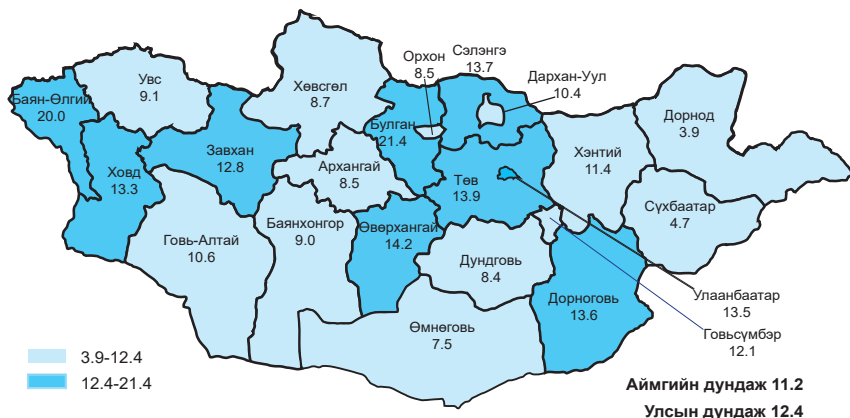 Увс
9.1
Баян-Өлгий
20.0
Ховд
13.3
Завхан
12.8
Хөвсгөл
8.7
Орхон
8.5
Сэлэнгэ
13.7
Дархан-Уул
10.4
Булган
21.4
Архангай
8.5
Төв
13.9
Хэнтий
11.4
Дорнод
3.9
Сүхбаатар
4.7
Говь-Алтай
10.6
Баянхонгор
9.0
Өвөрхангай
14.2
Дундговь
8.4
Дорноговь
13.6
Өмнөговь
7.5
Улаанбаатар
13.5
Говьсүмбэр
12.1
3.9-12.4
12.4-21.4
Аймгийн дундаж 11.2
Улсын дундаж 12.4